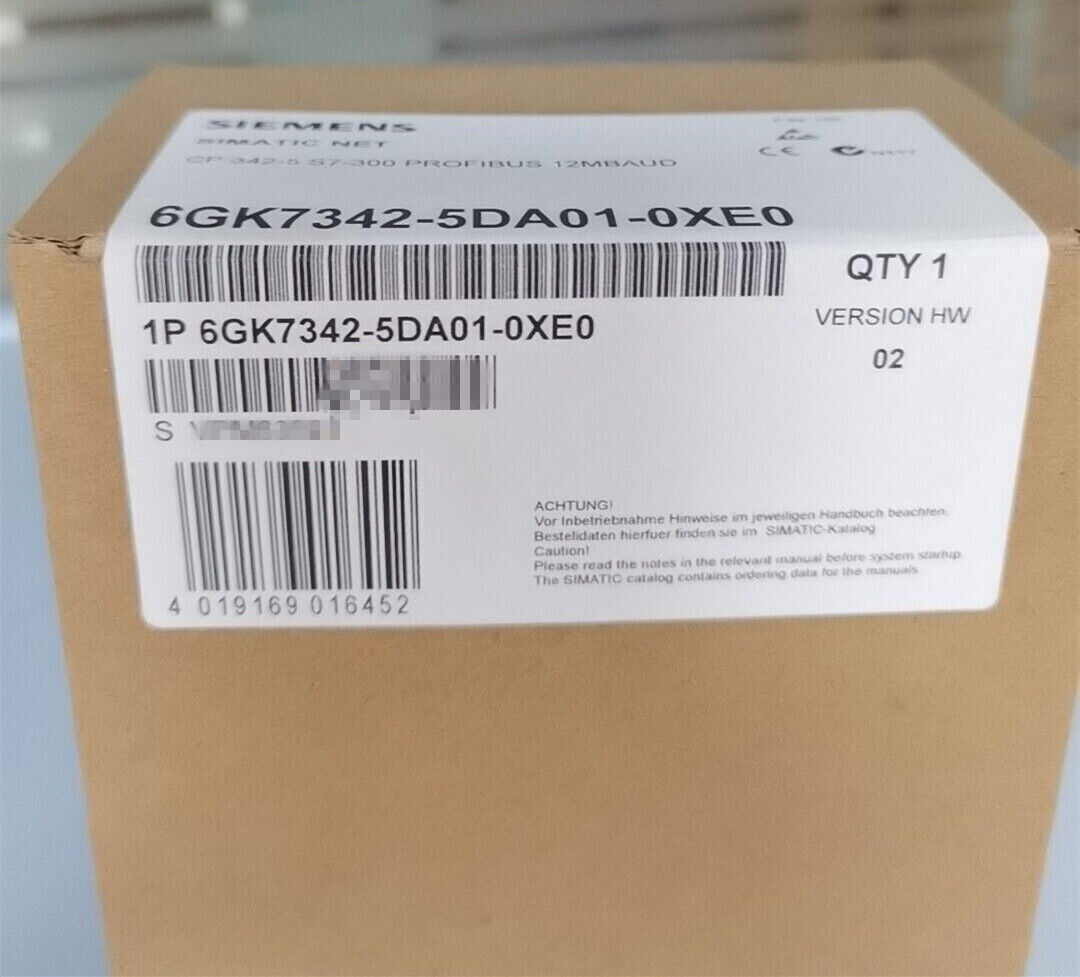 SIEMENS
SIMATIC NET
CP 342-5 S7-300 PROFIBUS 12MBAUD
6GK7342-5DA01-0XE0
QTY 1
1P 6GK7342-5DA01-0XE0
VERSION HW
02
S
ACHTUNG!
Vor Inbetriebnahme Hinweise im jeweiligen Handbuch beachten.
Bestelldaten hierfuer finden sie im SIMATIC-Katalog
Caution!
Please read the notes in the relevant manual before system startup
The SIMATIC catalog contains ordering data for the manuals
4 019169 016452